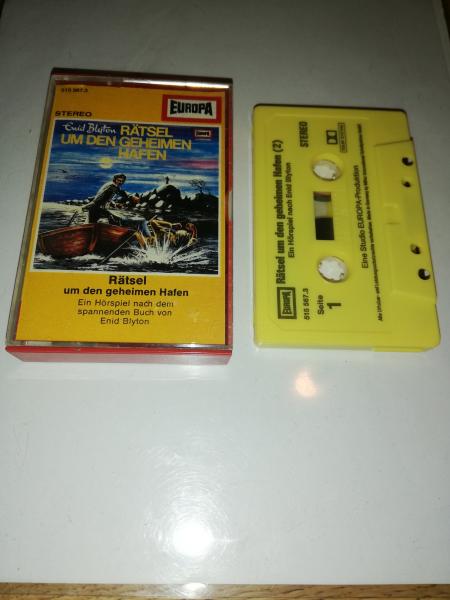 515 567.3
EUROPA
STEREO
Enid Blyton RÄTSEL
UM DEN GEHEIMEN
HAFEN
Rätsel
um den geheimen Hafen
Ein Hörspiel nach dem
spannenden Buch von
Enid Blyton
EUROPA
515 567.3
Rätsel um den geheimen Hafen (2)
Ein Hörspiel nach Enid Blyton
STEREO
Seite
1
Eine Studio EUROPA-Produktion